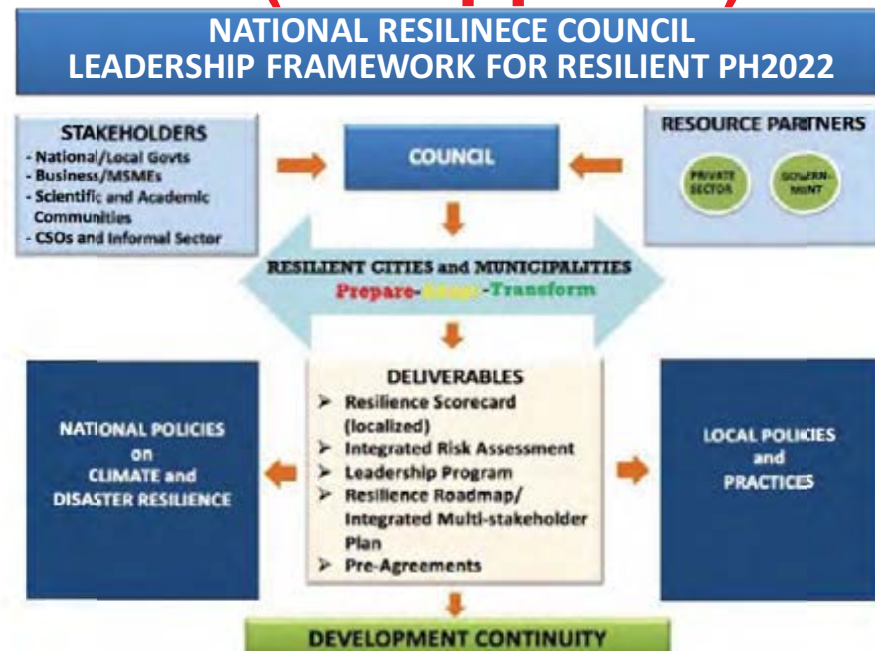 NATIONAL RESILINECE COUNCIL
LEADERSHIP FRAMEWORK FOR RESILIENT PH2022
STAKEHOLDERS
- National/Local Govts
- Business/MSMEs
- Scientific and Academic
Communities
- CSOs and Informal Sector
COUNCIL
RESOURCE PARTNERS
PRIVATE
SECTOR
GOVERN-
MENT
RESILIENT CITIES and MUNICIPALITIES
Prepare-Adapt-Transform
NATIONAL POLICIES
on
CLIMATE and
DISASTER RESILIENCE
DELIVERABLES
➤ Resilience Scorecard
(localized)
➤ Integrated Risk Assessment
➤ Leadership Program
➤ Resilience Roadmap/
Integrated Multi-stakeholder
Plan
➤ Pre-Agreements
LOCAL POLICIES
and
PRACTICES
DEVELOPMENT CONTINUITY